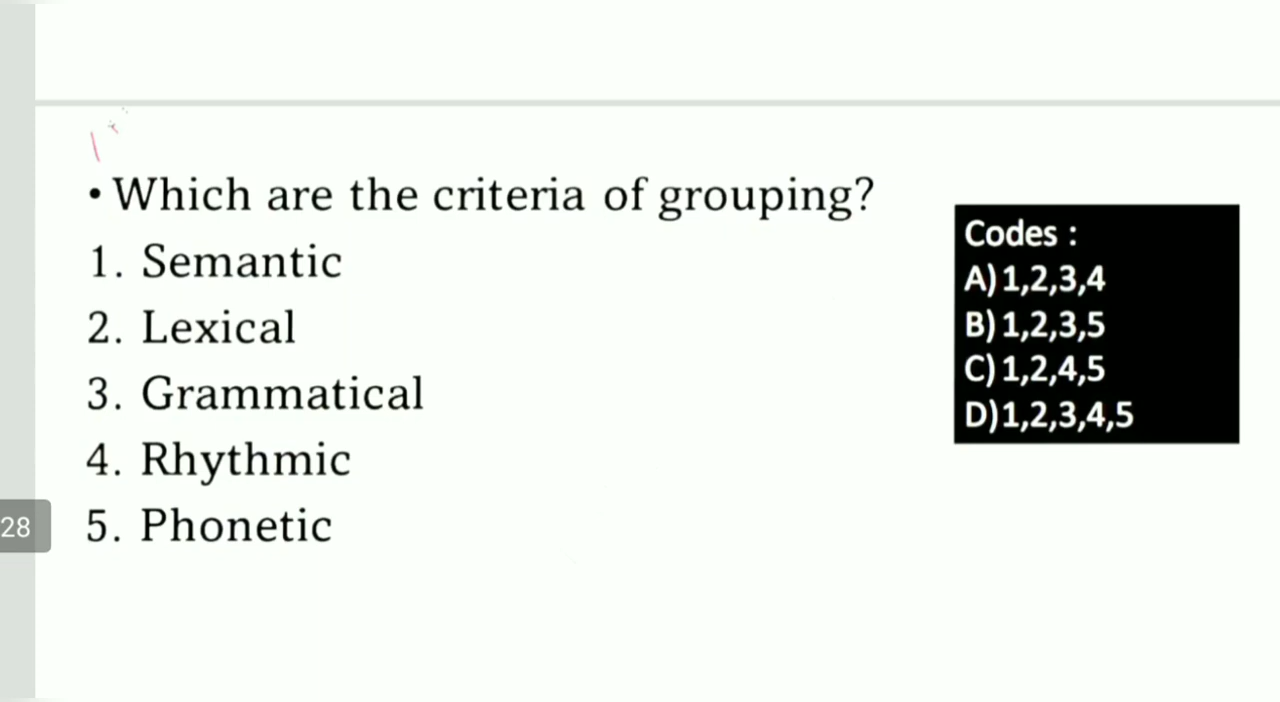 • Which are the criteria of grouping?
1. Semantic
2. Lexical
3. Grammatical
4. Rhythmic
5. Phonetic
Codes :
A) 1,2,3,4
B) 1,2,3,5
C) 1,2,4,5
D)1,2,3,4,5
28